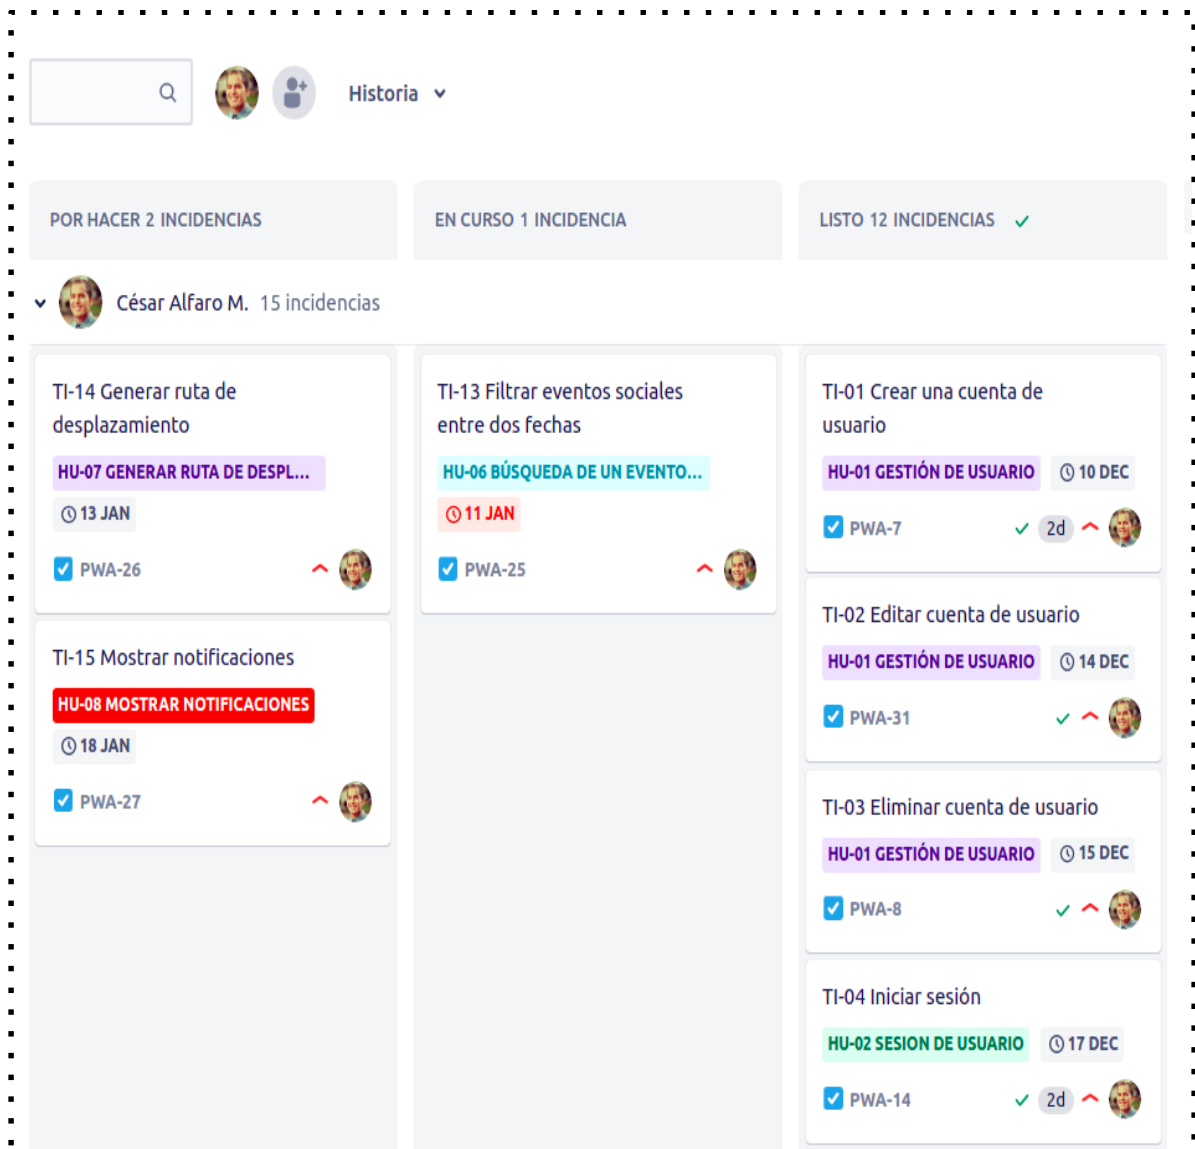 Historia
POR HACER 2 INCIDENCIAS
EN CURSO 1 INCIDENCIA
LISTO 12 INCIDENCIAS
César Alfaro M. 15 incidencias
TI-14 Generar ruta de
desplazamiento
HU-07 GENERAR RUTA DE DESPL...
13 JAN
PWA-26
TI-15 Mostrar notificaciones
HU-08 MOSTRAR NOTIFICACIONES
18 JAN
PWA-27
TI-13 Filtrar eventos sociales
entre dos fechas
HU-06 BÚSQUEDA DE UN EVENTO...
11 JAN
PWA-25
TI-01 Crear una cuenta de
usuario
HU-01 GESTIÓN DE USUARIO 10 DEC
PWA-7 2d
TI-02 Editar cuenta de usuario
HU-01 GESTIÓN DE USUARIO 14 DEC
PWA-31
TI-03 Eliminar cuenta de usuario
HU-01 GESTIÓN DE USUARIO 15 DEC
PWA-8
TI-04 Iniciar sesión
HU-02 SESION DE USUARIO 17 DEC
PWA-14 2d